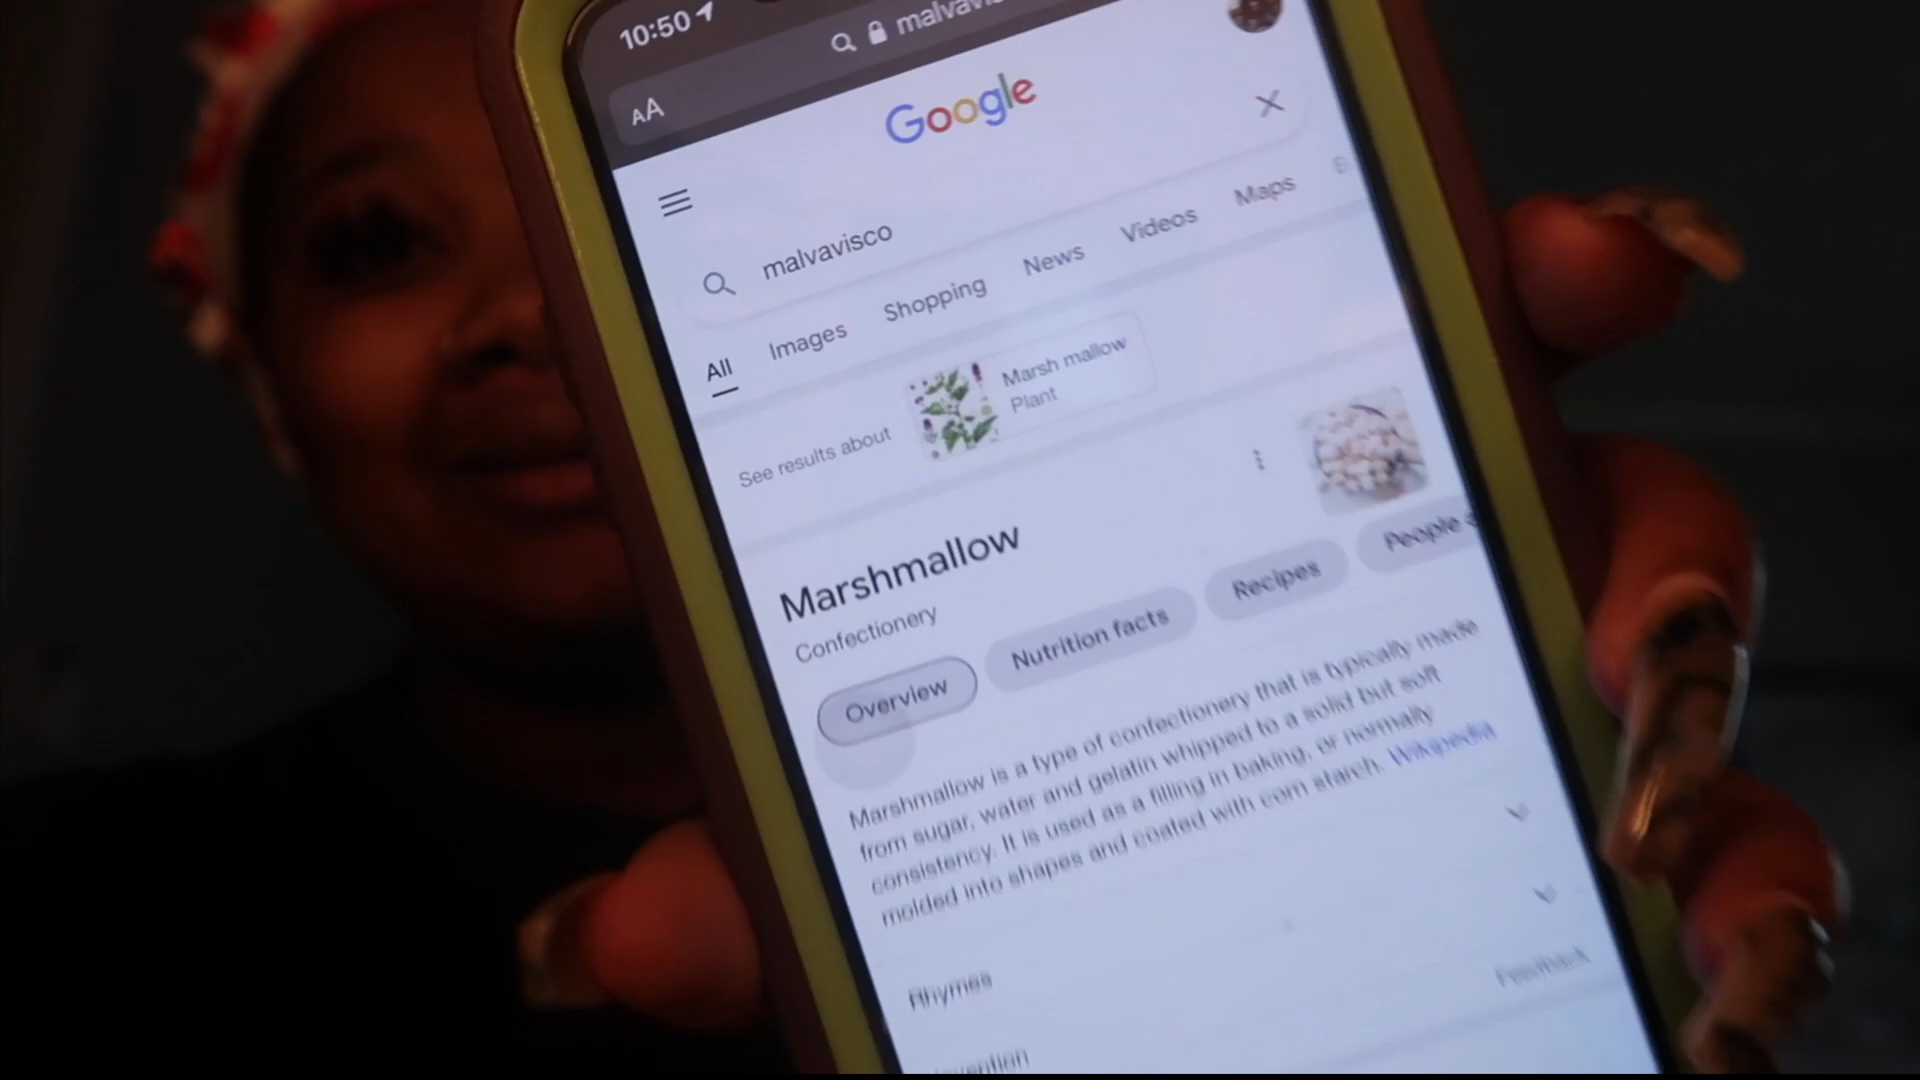 10:50
AA malvavis
Google
malvavisco
All Images Shopping News Videos Maps
See results about
Marsh mallow
Plant
Marshmallow
Confectionery
Overview Nutrition facts Recipes People
Marshmallow is a type of confectionery that is typically made
from sugar, water and gelatin whipped to a solid but soft
consistency. It is used as a filling in baking, or normally
molded into shapes and coated with corn starch. Wikipedia
Rhymes
Feedback